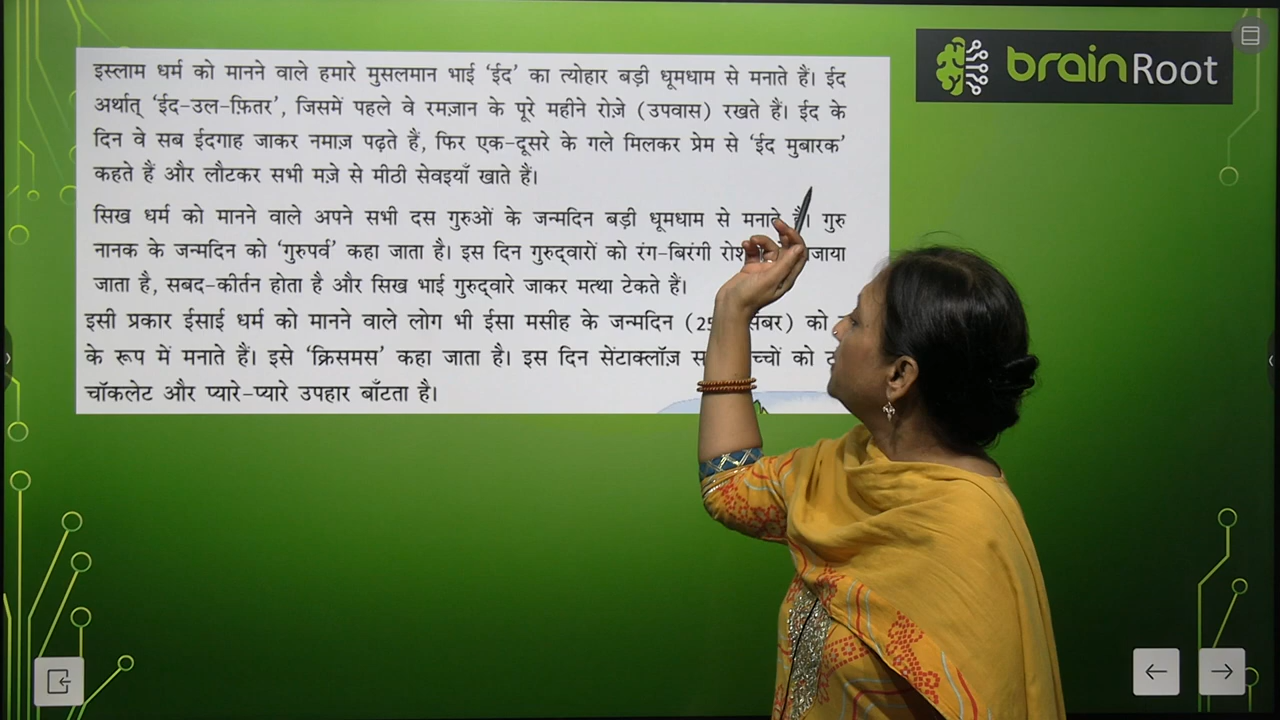 brainRoot
इस्लाम धर्म को मानने वाले हमारे मुसलमान भाई ‘ईद’ का त्योहार बड़ी धूमधाम से मनाते हैं। ईद
अर्थात् ‘ईद-उल-फ़ितर’, जिसमें पहले वे रमज़ान के पूरे महीने रोज़े (उपवास) रखते हैं। ईद के
दिन वे सब ईदगाह जाकर नमाज़ पढ़ते हैं, फिर एक-दूसरे के गले मिलकर प्रेम से ‘ईद मुबारक’
कहते हैं और लौटकर सभी मज़े से मीठी सेवइयाँ खाते हैं।
सिख धर्म को मानने वाले अपने सभी दस गुरुओं के जन्मदिन बड़ी धूमधाम से मनाते हैं। गुरु
नानक के जन्मदिन को ‘गुरुपर्व’ कहा जाता है। इस दिन गुरुद्‌वारों को रंग-बिरंगी
जाता है, सबद-कीर्तन होता है और सिख भाई गुरुद्‌वारे जाकर मत्था टेकते हैं।
इसी प्रकार ईसाई धर्म को मानने वाले लोग भी ईसा मसीह के जन्मदिन (25 को
के रूप में मनाते हैं। इसे ‘क्रिसमस’ कहा जाता है। इस दिन सेंटाक्लॉज़ को
चॉकलेट और प्यारे-प्यारे उपहार बाँटता है।